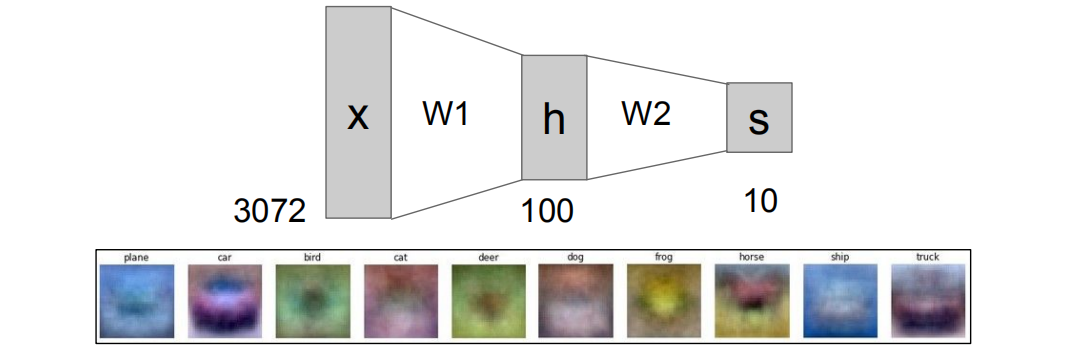 x W1 h W2 s
3072 100 10
plane car bird cat deer dog frog horse ship truck